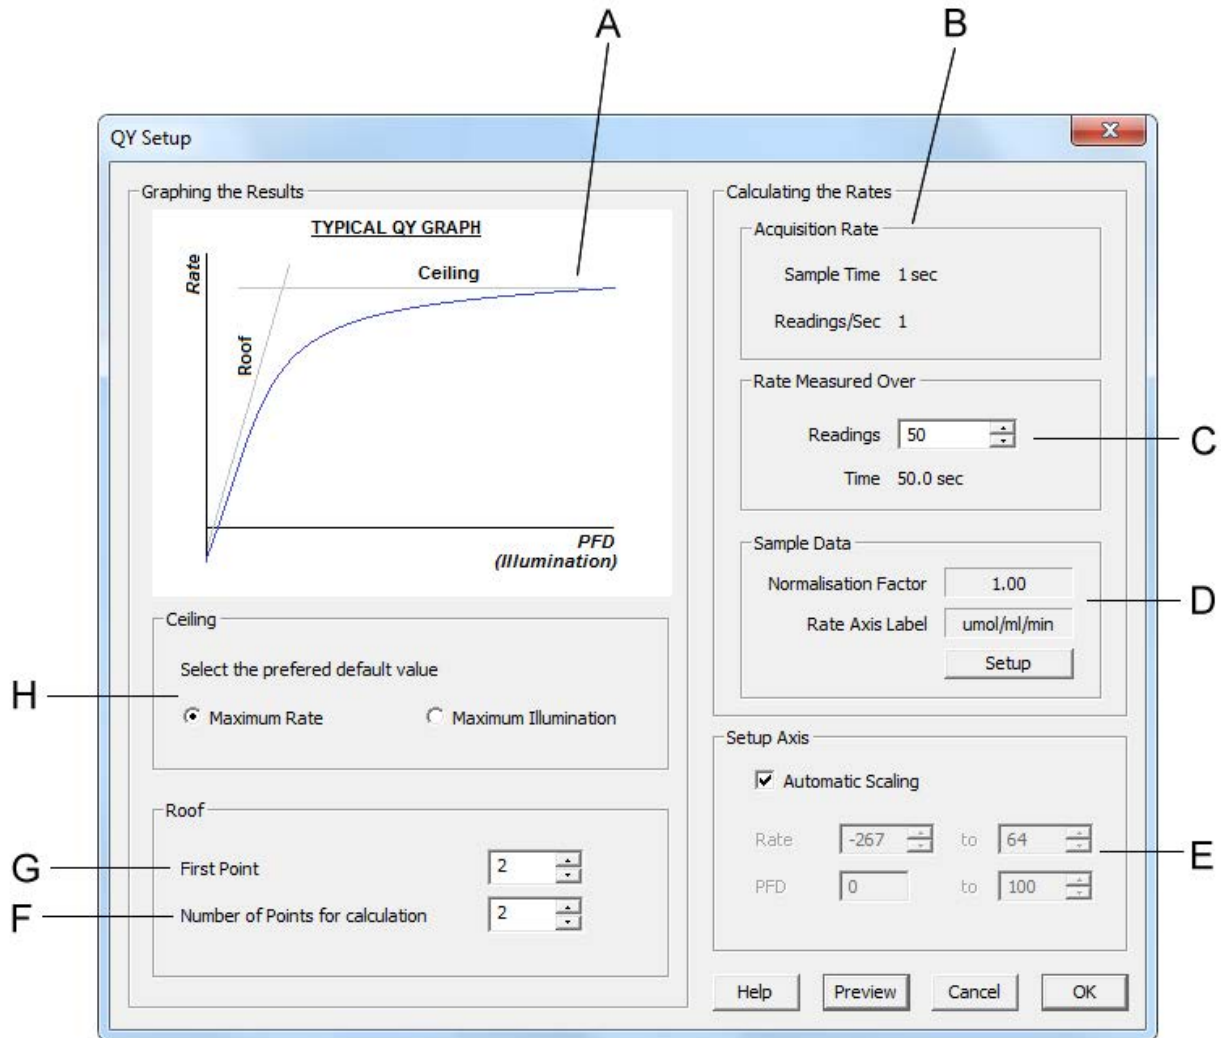 A
B
QY Setup
Graphing the Results
TYPICAL QY GRAPH
Rate
Ceiling
Roof
PFD
(Illumination)
Ceiling
Select the prefered default value
Maximum Rate
Maximum Illumination
H
Roof
First Point 2
G
Number of Points for calculation 2
F
Calculating the Rates
Acquisition Rate
Sample Time 1 sec
Readings/Sec 1
Rate Measured Over
Readings 50
C
Time 50.0 sec
Sample Data
Normalisation Factor 1.00
D
Rate Axis Label umol/ml/min
Setup
Setup Axis
Automatic Scaling
Rate -267 to 64
E
PFD 0 to 100
Help Preview Cancel OK